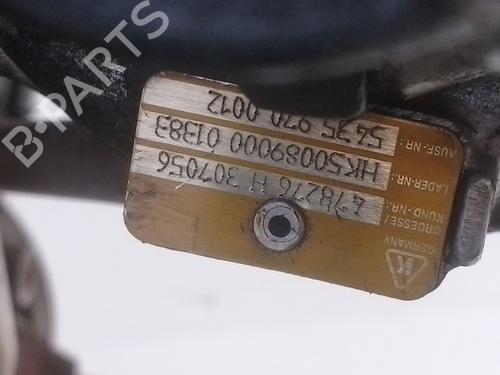 B-PARTS
K
GERMANY
GROESSE/
KUND.-NR.: 478276 H 307056
LADER-NR.: HK50089000 01383
AUSF.-NR.: 5435 970 0012